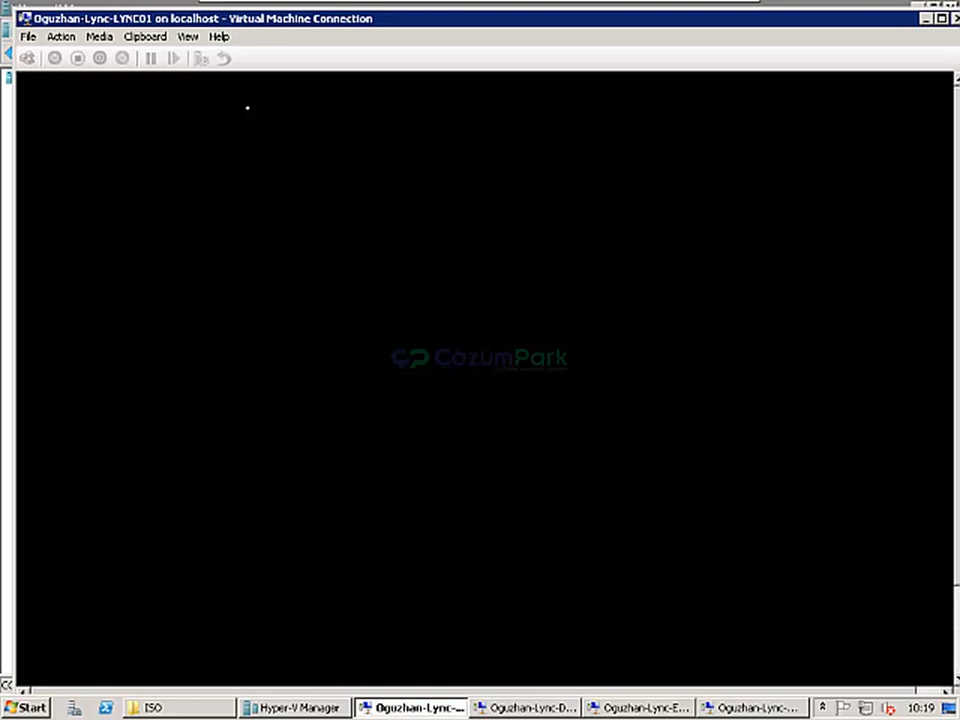 Oguzhan-Lync-LYNC01 on localhost - Virtual Machine Connection
File Action Media Clipboard View Help
ÇözümPark
Start ISO Hyper-V Manager Oguzhan-Lync-... Oguzhan-Lync-D... Oguzhan-Lync-E... Oguzhan-Lync-... 10:19